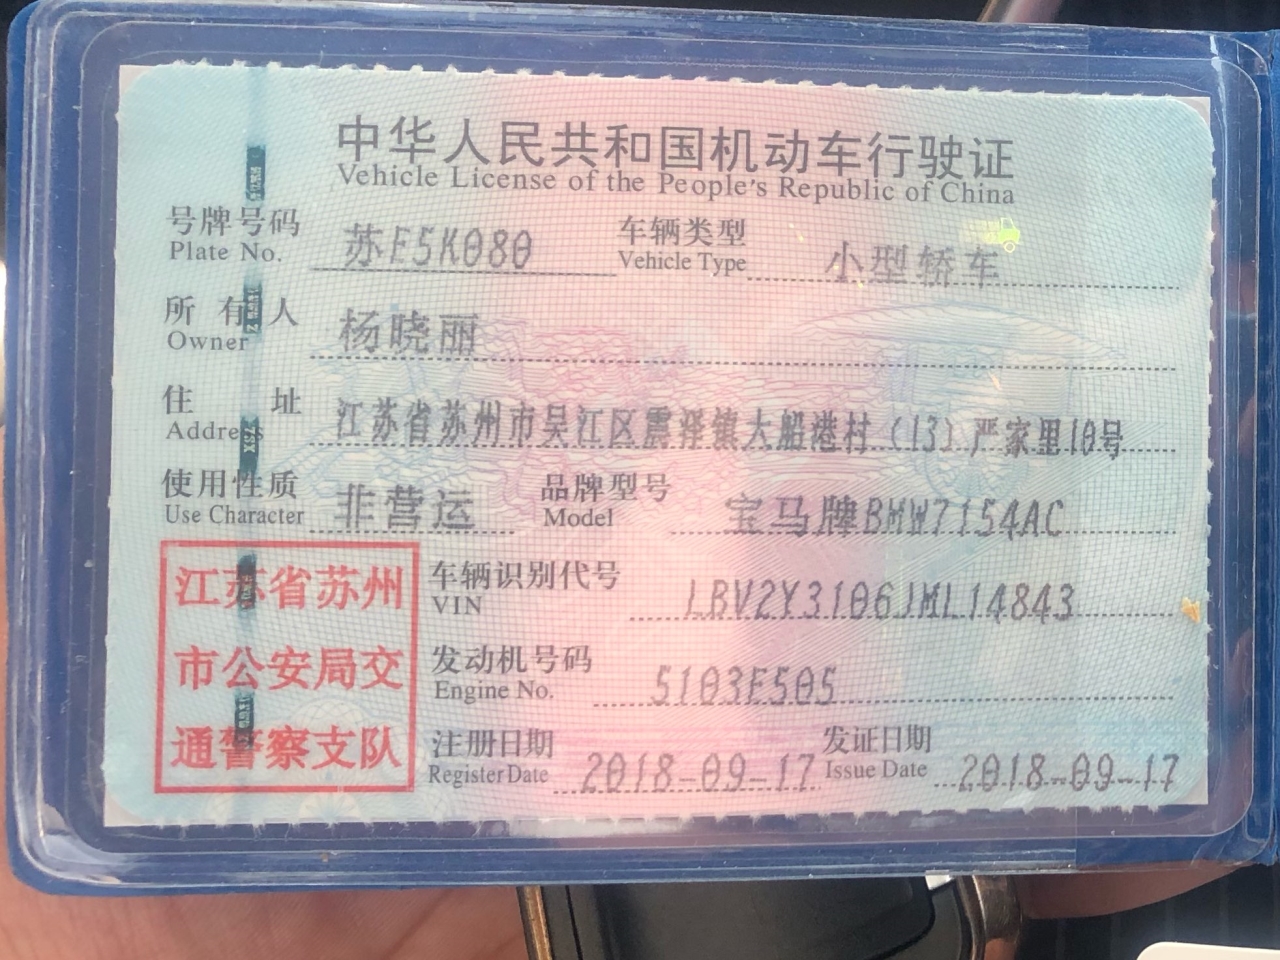 中华人民共和国机动车行驶证
Vehicle License of the People's Republic of China
号牌号码 苏E5K080 车辆类型 小型轿车
Plate No. Vehicle Type
所有人 杨晓丽
Owner
住址 江苏省苏州市吴江区震泽镇大船港村(13)严家里10号
Address
使用性质 非营运 品牌型号 宝马牌BMW7154AC
Use Character Model
江苏省苏州
市公安局交
通警察支队
车辆识别代号 LBV2Y3106JML14843
VIN
发动机号码 5103E505
Engine No.
注册日期 2018-09-17 发证日期 2018-09-17
Register Date Issue Date